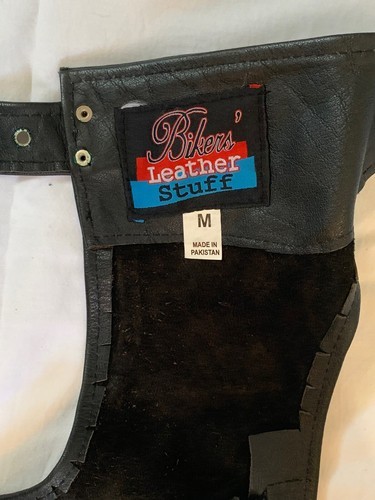 Bikers'
Leather
Stuff
M
MADE IN
PAKISTAN